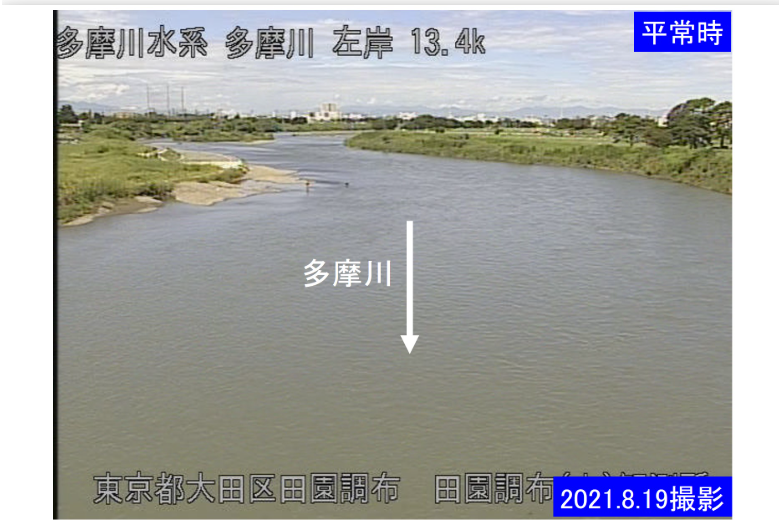 多摩川水系 多摩川 左岸 13.4k
平常時
多摩川
東京都大田区田園調布 田園調布
2021.8.19撮影